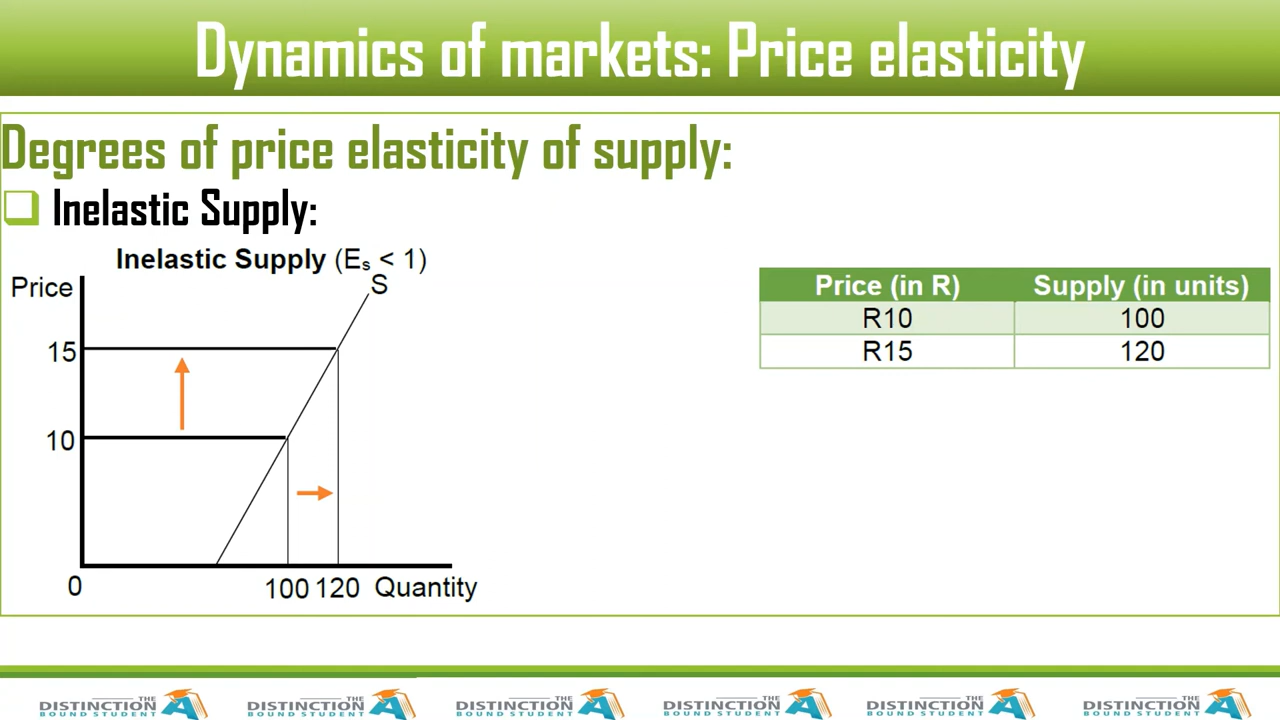 Dynamics of markets: Price elasticity
Degrees of price elasticity of supply:
Inelastic Supply:
Inelastic Supply (Es < 1)
Price
S
15
10
0
100 120 Quantity
Price (in R) Supply (in units)
R10 100
R15 120
THE DISTINCTION BOUND STUDENT A
THE DISTINCTION BOUND STUDENT A
THE DISTINCTION BOUND STUDENT A
THE DISTINCTION BOUND STUDENT A
THE DISTINCTION BOUND STUDENT A
THE DISTINCTION BOUND STUDENT A